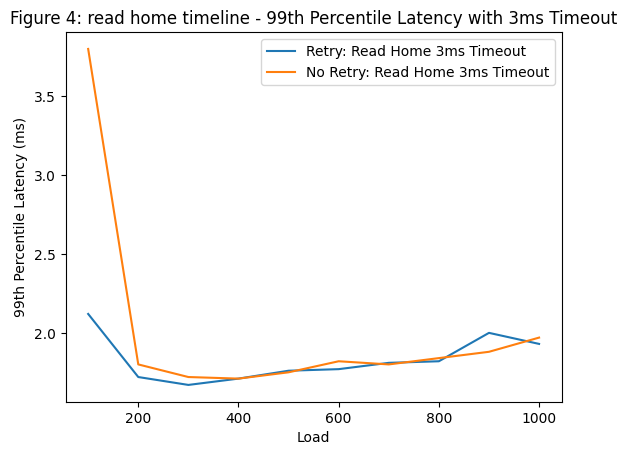 Figure 4: read home timeline - 99th Percentile Latency with 3ms Timeout
Retry: Read Home 3ms Timeout
No Retry: Read Home 3ms Timeout
99th Percentile Latency (ms)
3.5
3.0
2.5
2.0
200
400
600
800
1000
Load